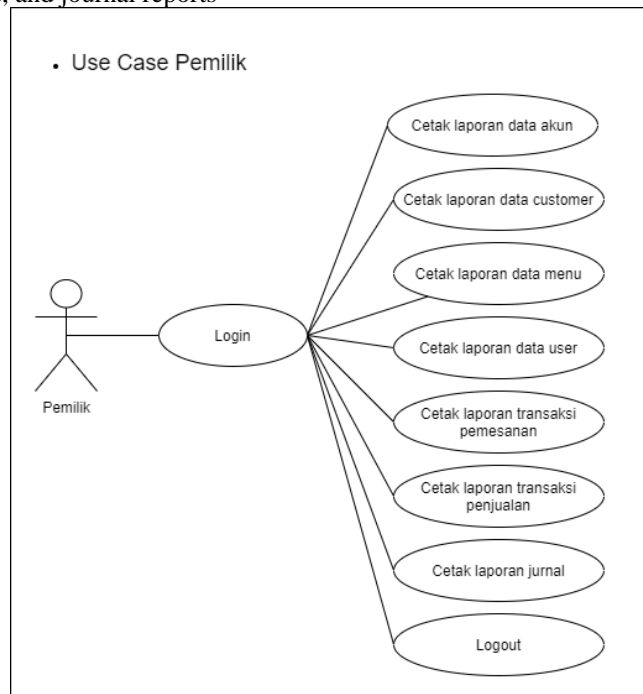 , and journal reports
• Use Case Pemilik
Cetak laporan data akun
Cetak laporan data customer
Cetak laporan data menu
Login
Cetak laporan data user
Pemilik
Cetak laporan transaksi
pemesanan
Cetak laporan transaksi
penjualan
Cetak laporan jurnal
Logout